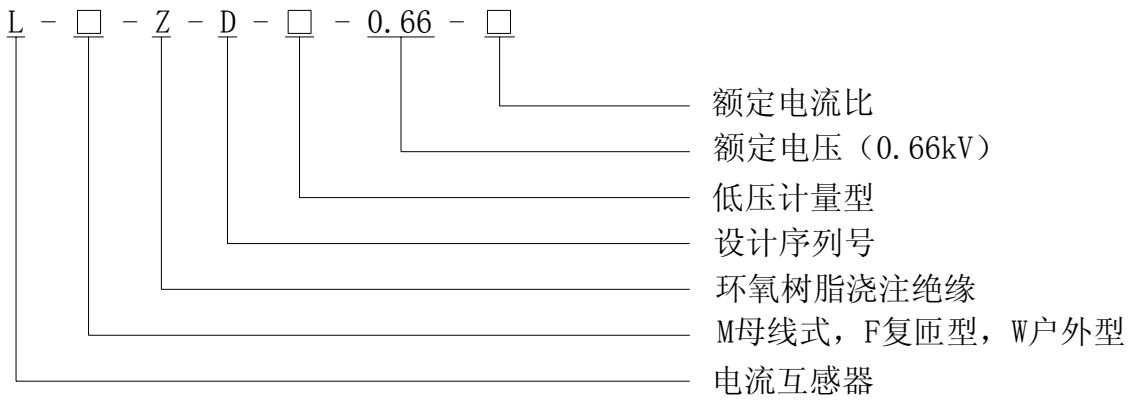 L - □ - Z - D - □ - 0.66 - □
额定电流比
额定电压（0.66kV）
低压计量型
设计序列号
环氧树脂浇注绝缘
M母线式，F复匝型，W户外型
电流互感器